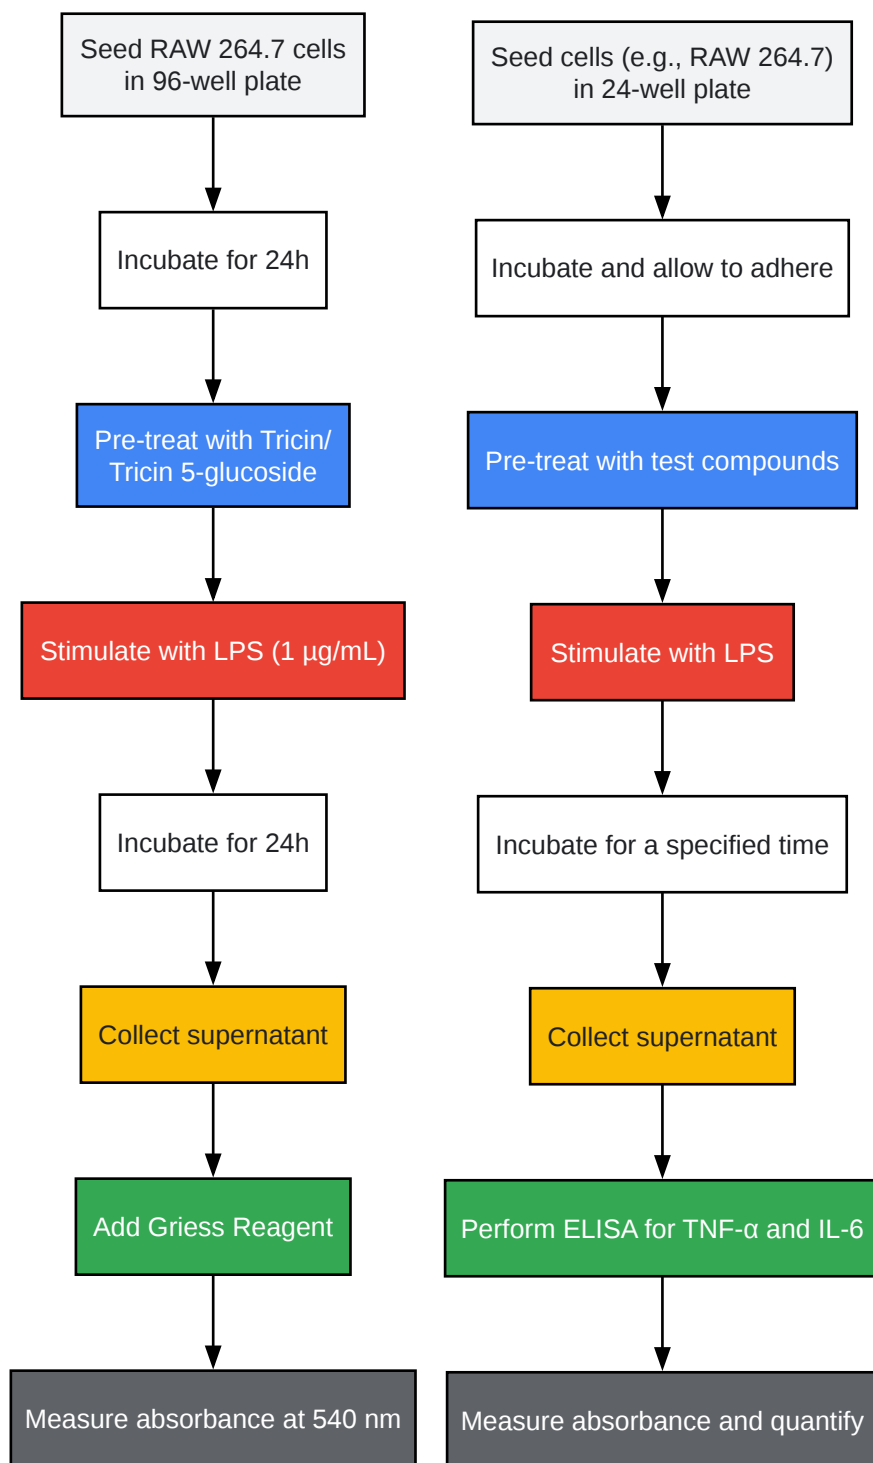 Seed RAW 264.7 cells
in 96-well plate
Incubate for 24h
Pre-treat with Tricin/
Tricin 5-glucoside
Stimulate with LPS (1 µg/mL)
Incubate for 24h
Collect supernatant
Add Griess Reagent
Measure absorbance at 540 nm
Seed cells (e.g., RAW 264.7)
in 24-well plate
Incubate and allow to adhere
Pre-treat with test compounds
Stimulate with LPS
Incubate for a specified time
Collect supernatant
Perform ELISA for TNF-α and IL-6
Measure absorbance and quantify